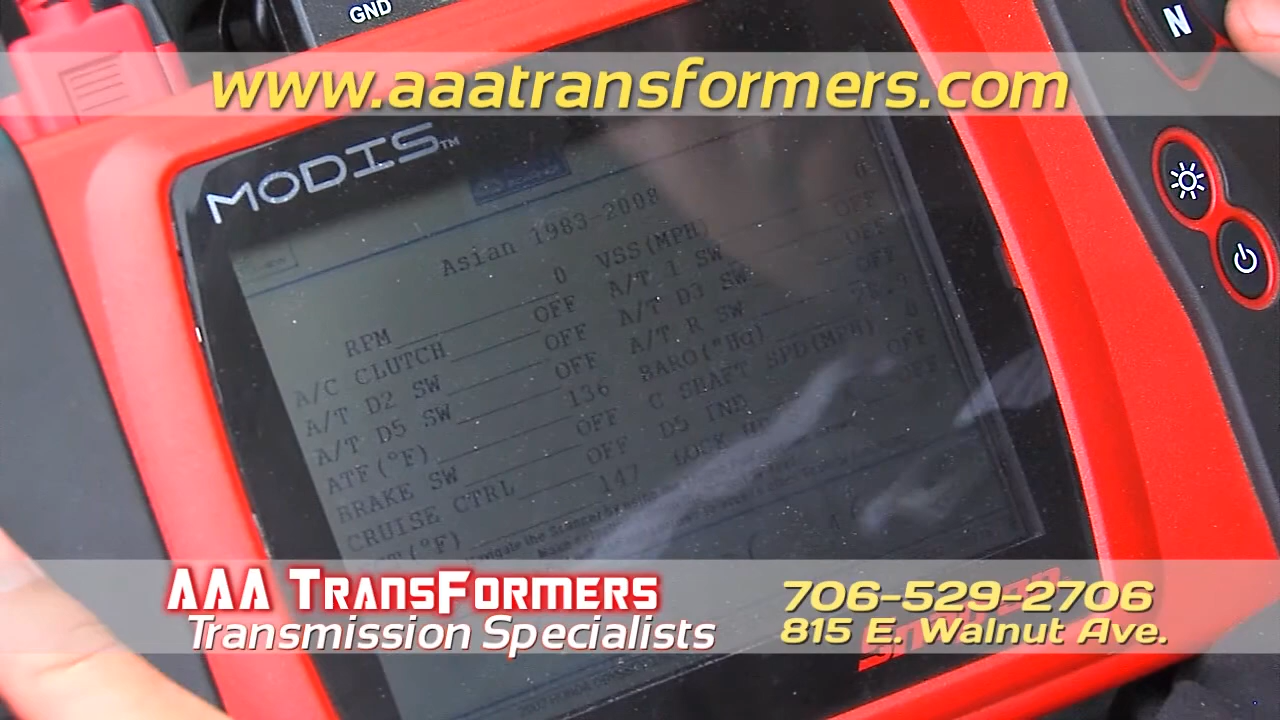 GND
N
www.aaatransformers.com
MODIS™
Asian 1983-2008
RPM 0 VSS(MPH) 0
A/C CLUTCH OFF A/T 1 SW OFF
A/T D2 SW OFF A/T D3 SW OFF
A/T D5 SW OFF A/T R SW OFF
ATF(°F) 136 BARO("Hg)
BRAKE SW OFF C SHAFT SPD(MPH) 0
CRUISE CTRL OFF D5 IND OFF
147 OFF
AAA TRANSFORMERS
Transmission Specialists
706-529-2706
815 E. Walnut Ave.